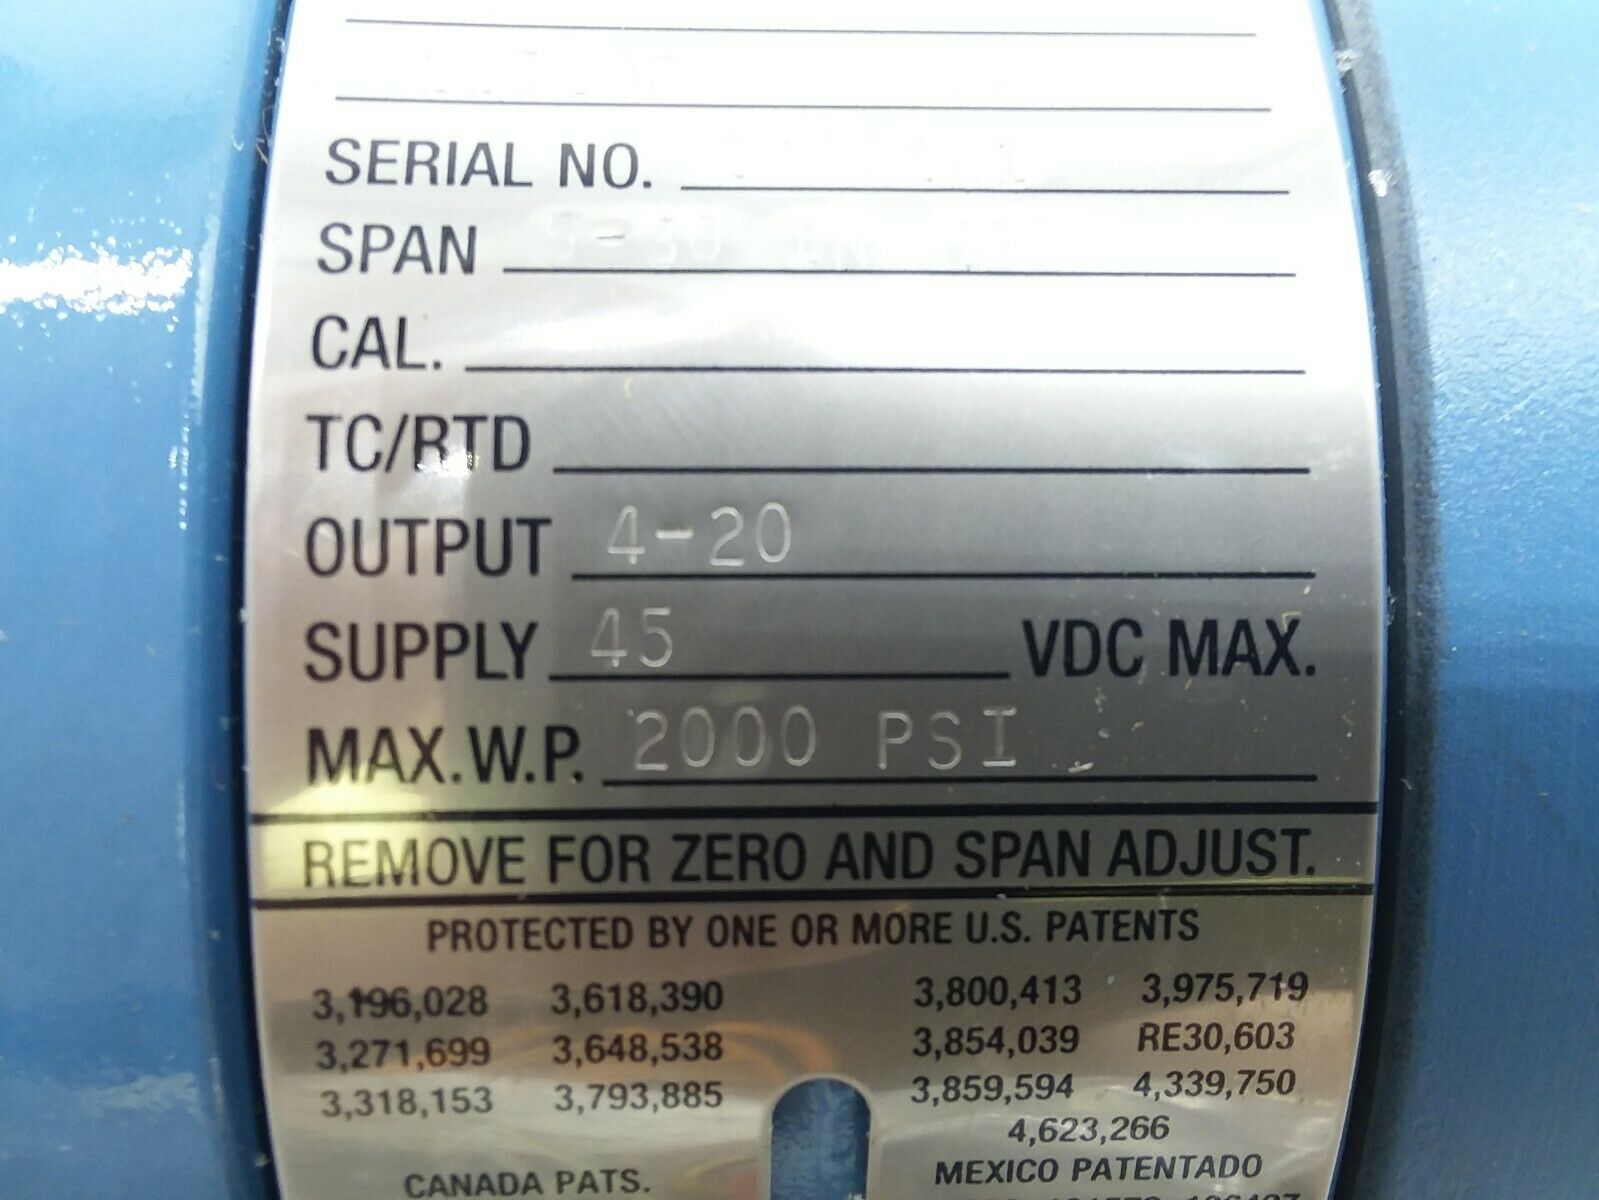 SERIAL NO.
SPAN 5-30 IN
CAL.
TC/RTD
OUTPUT 4-20
SUPPLY 45 VDC MAX.
MAX.W.P. 2000 PSI
REMOVE FOR ZERO AND SPAN ADJUST.
PROTECTED BY ONE OR MORE U.S. PATENTS
3,196,028 3,618,390 3,800,413 3,975,719
3,271,699 3,648,538 3,854,039 RE30,603
3,318,153 3,793,885 3,859,594 4,339,750
4,623,266
CANADA PATS. MEXICO PATENTADO